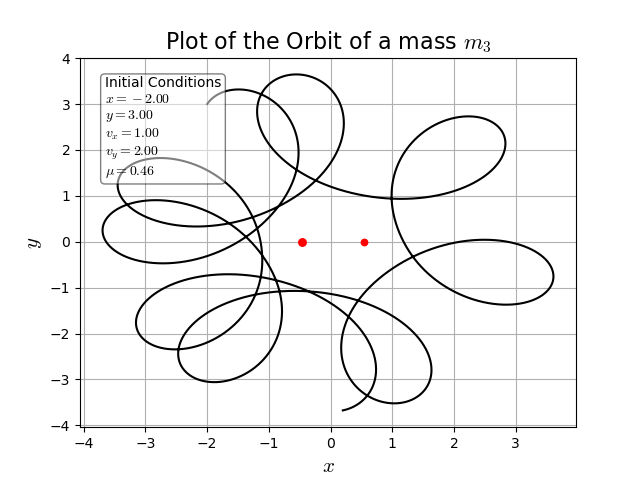 Plot of the Orbit of a mass m₃
Initial Conditions
x = −2.00
y = 3.00
vₓ = 1.00
v_y = 2.00
μ = 0.46
4
3
2
1
0
−1
−2
−3
−4
y
−4 −3 −2 −1 0 1 2 3
x